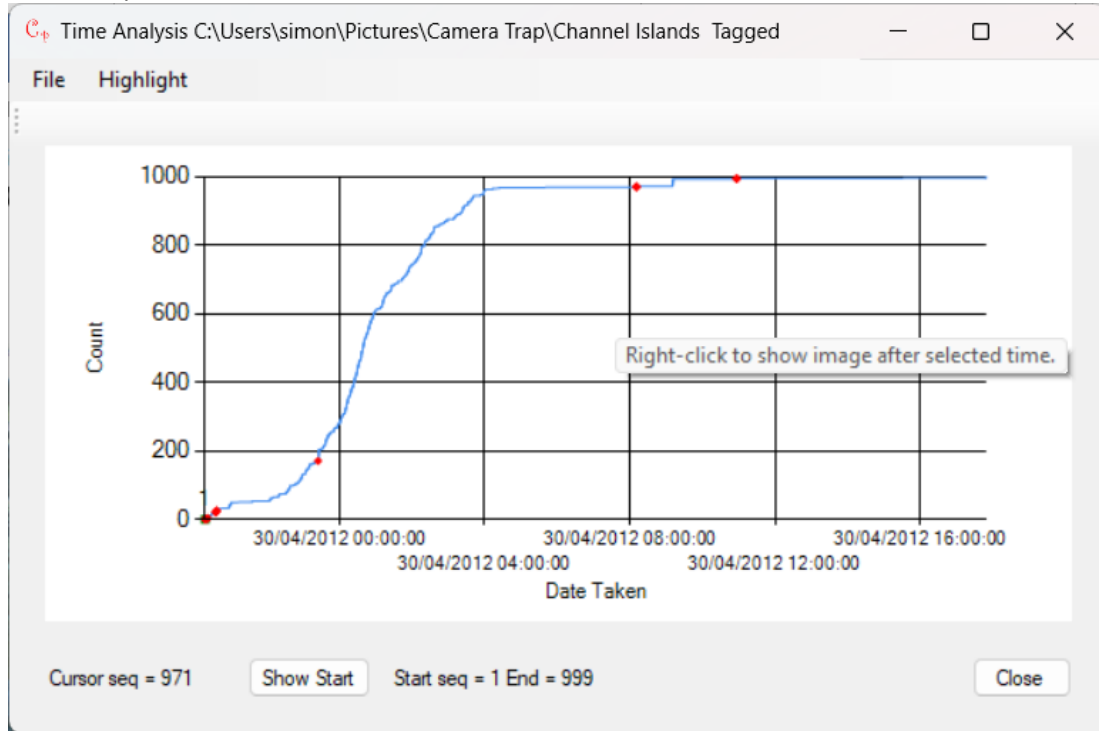 Time Analysis C:\Users\simon\Pictures\Camera Trap\Channel Islands  Tagged
File Highlight
1000
800
600
400
200
0
Count
Right-click to show image after selected time.
30/04/2012 00:00:00 30/04/2012 08:00:00 30/04/2012 16:00:00
30/04/2012 04:00:00 30/04/2012 12:00:00
Date Taken
Cursor seq = 971 Show Start Start seq = 1 End = 999 Close